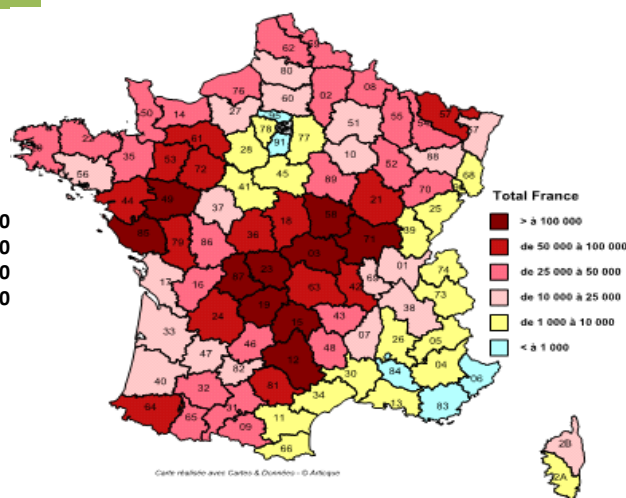 62 59
80
76 02 08
60
50 14 27 95 51 55 54 57
61 78 77 67
22 91
35 53 28 10 88
56 72 52 68
45
41 89 70
44 49 21
37 25
58
18 39
85 79 36 71
86
03
01 74
17 16 87 23 69
63 42
73
19 38
24
33 15 43
07 26 05
46 48
47
12 04
82 84 06
40 30
32 81
34 13 83
31
64 11
65 09
66
2B
2A
Total France
> à 100 000
de 50 000 à 100 000
de 25 000 à 50 000
de 10 000 à 25 000
de 1 000 à 10 000
< à 1 000
0
0
0
0
Carte réalisée avec Cartes & Données - © Artique